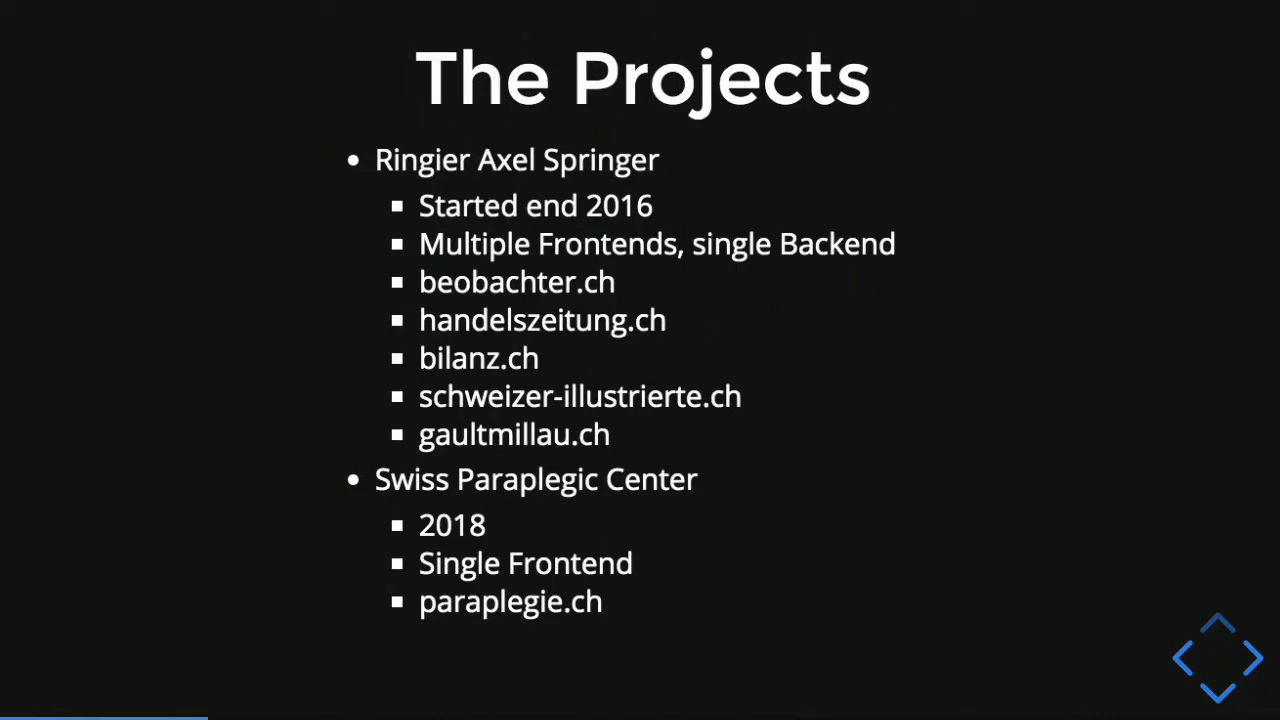 The Projects
• Ringier Axel Springer
▪ Started end 2016
▪ Multiple Frontends, single Backend
▪ beobachter.ch
▪ handelszeitung.ch
▪ bilanz.ch
▪ schweizer-illustrierte.ch
▪ gaultmillau.ch
• Swiss Paraplegic Center
▪ 2018
▪ Single Frontend
▪ paraplegie.ch